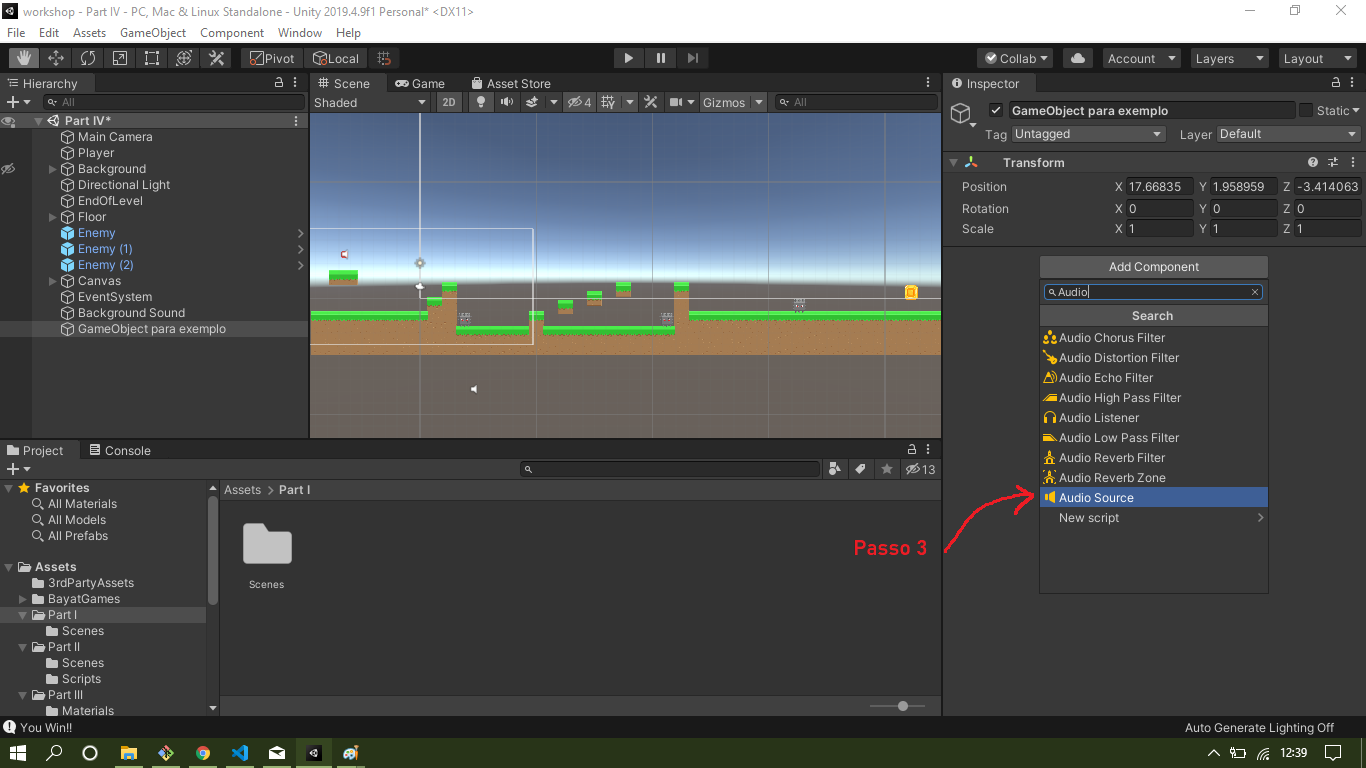 workshop - Part IV - PC, Mac & Linux Standalone - Unity 2019.4.9f1 Personal* <DX11>
File Edit Assets GameObject Component Window Help
Pivot Local Collab Account Layers Layout
Hierarchy
All
Part IV*
Main Camera
Player
Background
Directional Light
EndOfLevel
Floor
Enemy
Enemy (1)
Enemy (2)
Canvas
EventSystem
Background Sound
GameObject para exemplo
Scene Game Asset Store
Shaded 2D 4 Gizmos All
Inspector
GameObject para exemplo Static
Tag Untagged Layer Default
Transform
Position X 17.66835 Y 1.958959 Z -3.414063
Rotation X 0 Y 0 Z 0
Scale X 1 Y 1 Z 1
Add Component
Audio
Search
Audio Chorus Filter
Audio Distortion Filter
Audio Echo Filter
Audio High Pass Filter
Audio Listener
Audio Low Pass Filter
Audio Reverb Filter
Audio Reverb Zone
Audio Source
New script
Passo 3
Project Console
13
Favorites
All Materials
All Models
All Prefabs
Assets
3rdPartyAssets
BayatGames
Part I
Scenes
Part II
Scenes
Scripts
Part III
Materials
Assets > Part I
Scenes
You Win!!
Auto Generate Lighting Off
12:39